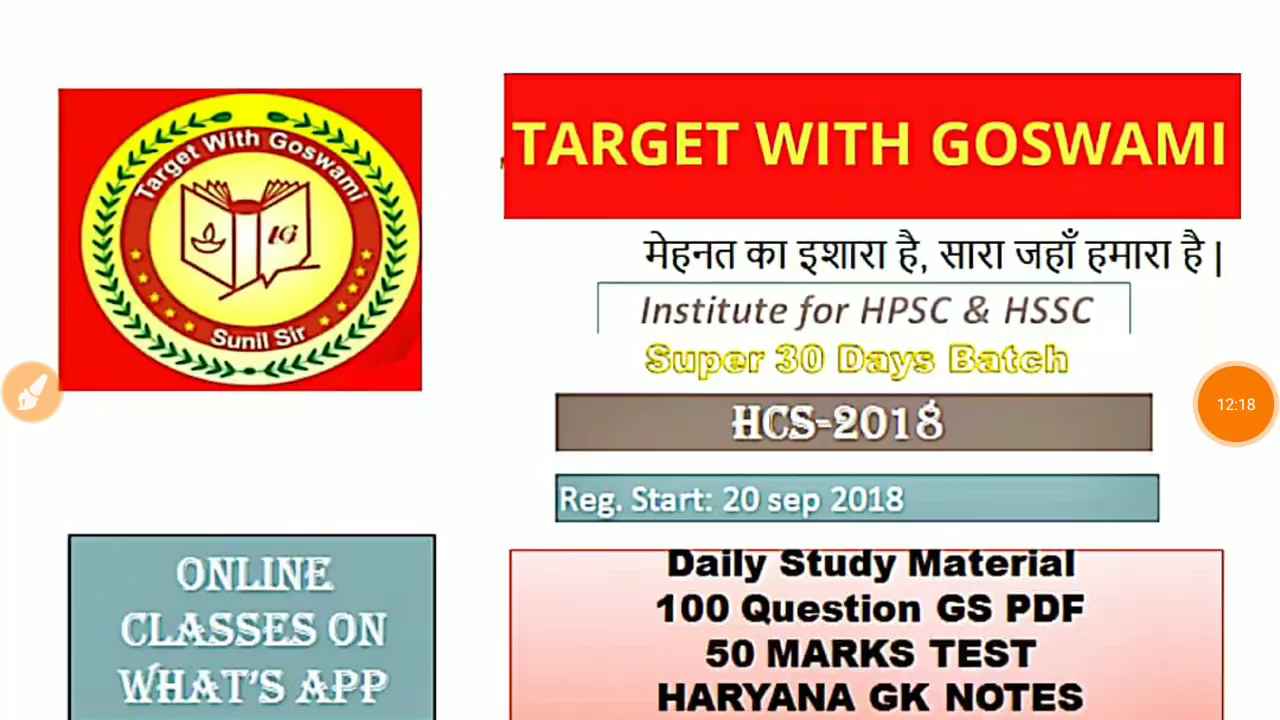 Target With Goswami
Sunil Sir
TARGET WITH GOSWAMI
मेहनत का इशारा है, सारा जहाँ हमारा है |
Institute for HPSC & HSSC
Super 30 Days Batch
HCS-2018
12:18
Reg. Start: 20 sep 2018
ONLINE
CLASSES ON
WHAT'S APP
Daily Study Material
100 Question GS PDF
50 MARKS TEST
HARYANA GK NOTES